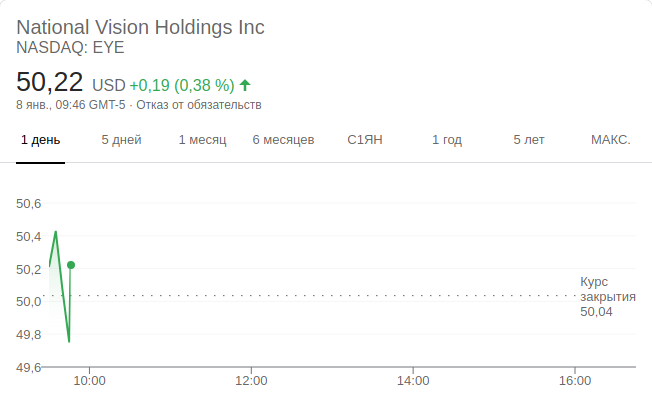 National Vision Holdings Inc
NASDAQ: EYE
50,22 USD +0,19 (0,38 %)
8 янв., 09:46 GMT-5 · Отказ от обязательств
1 день 5 дней 1 месяц 6 месяцев С1ЯН 1 год 5 лет МАКС.
50,6
50,4
50,2
50,0
49,8
49,6
Курс
закрытия
50,04
10:00 12:00 14:00 16:00